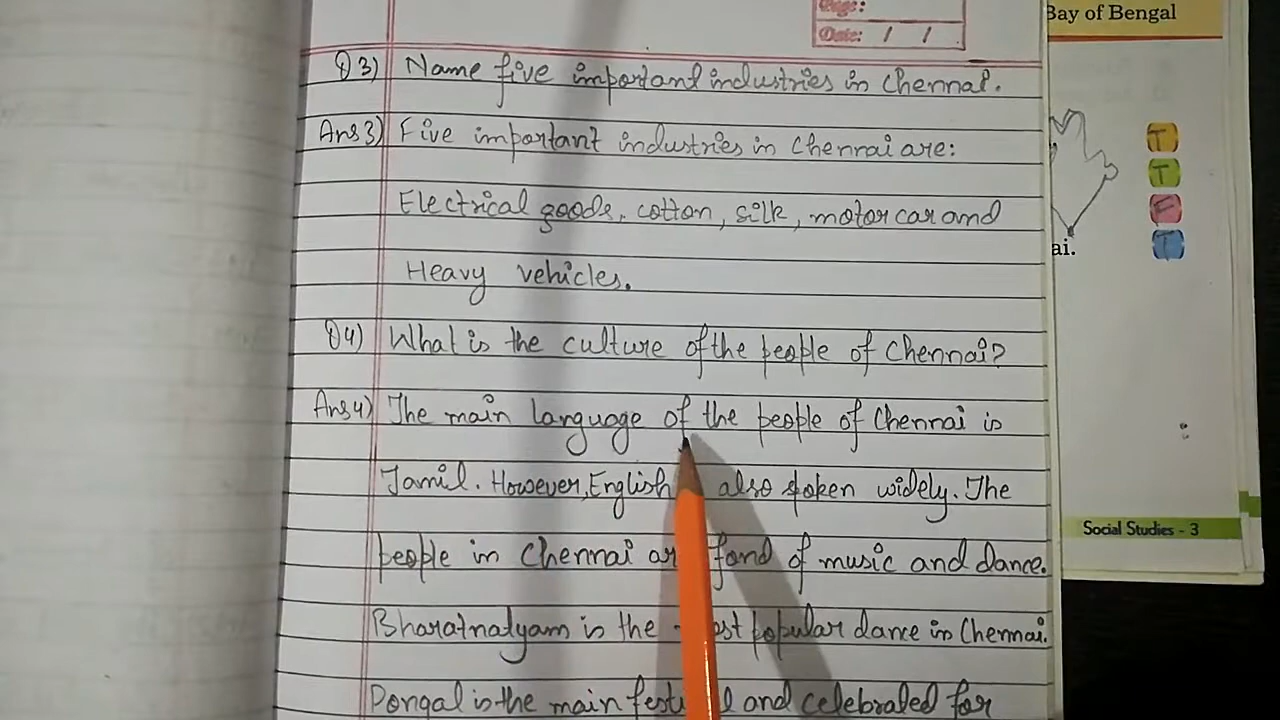 Page:
Date: / /
Bay of Bengal
Q3) Name five important industries in Chennai.
Ans3) Five important industries in Chennai are:
Electrical goods, cotton, silk, motor car and
Heavy vehicles.
Q4) What is the culture of the people of Chennai?
Ans4) The main language of the people of Chennai is
Tamil. However, English also spoken widely. The
people in Chennai ar fond of music and dance.
Bharatnatyam is the popular dance in Chennai.
Pongal is the main and celebrated for
T
T
F
T
ai.
Social Studies - 3